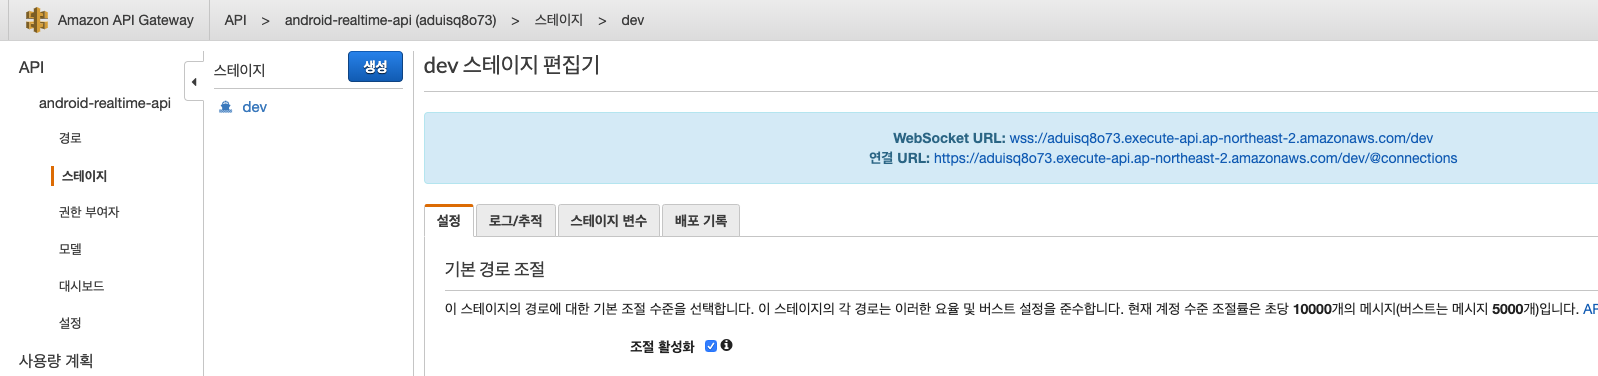 Amazon API Gateway
API > android-realtime-api (aduisq8o73) > 스테이지 > dev
API
android-realtime-api
경로
스테이지
권한 부여자
모델
대시보드
설정
사용량 계획
스테이지
생성
dev
dev 스테이지 편집기
WebSocket URL: wss://aduisq8o73.execute-api.ap-northeast-2.amazonaws.com/dev
연결 URL: https://aduisq8o73.execute-api.ap-northeast-2.amazonaws.com/dev/@connections
설정
로그/추적
스테이지 변수
배포 기록
기본 경로 조절
이 스테이지의 경로에 대한 기본 조절 수준을 선택합니다. 이 스테이지의 각 경로는 이러한 요율 및 버스트 설정을 준수합니다. 현재 계정 수준 조절률은 초당 10000개의 메시지(버스트는 메시지 5000개)입니다.
조절 활성화